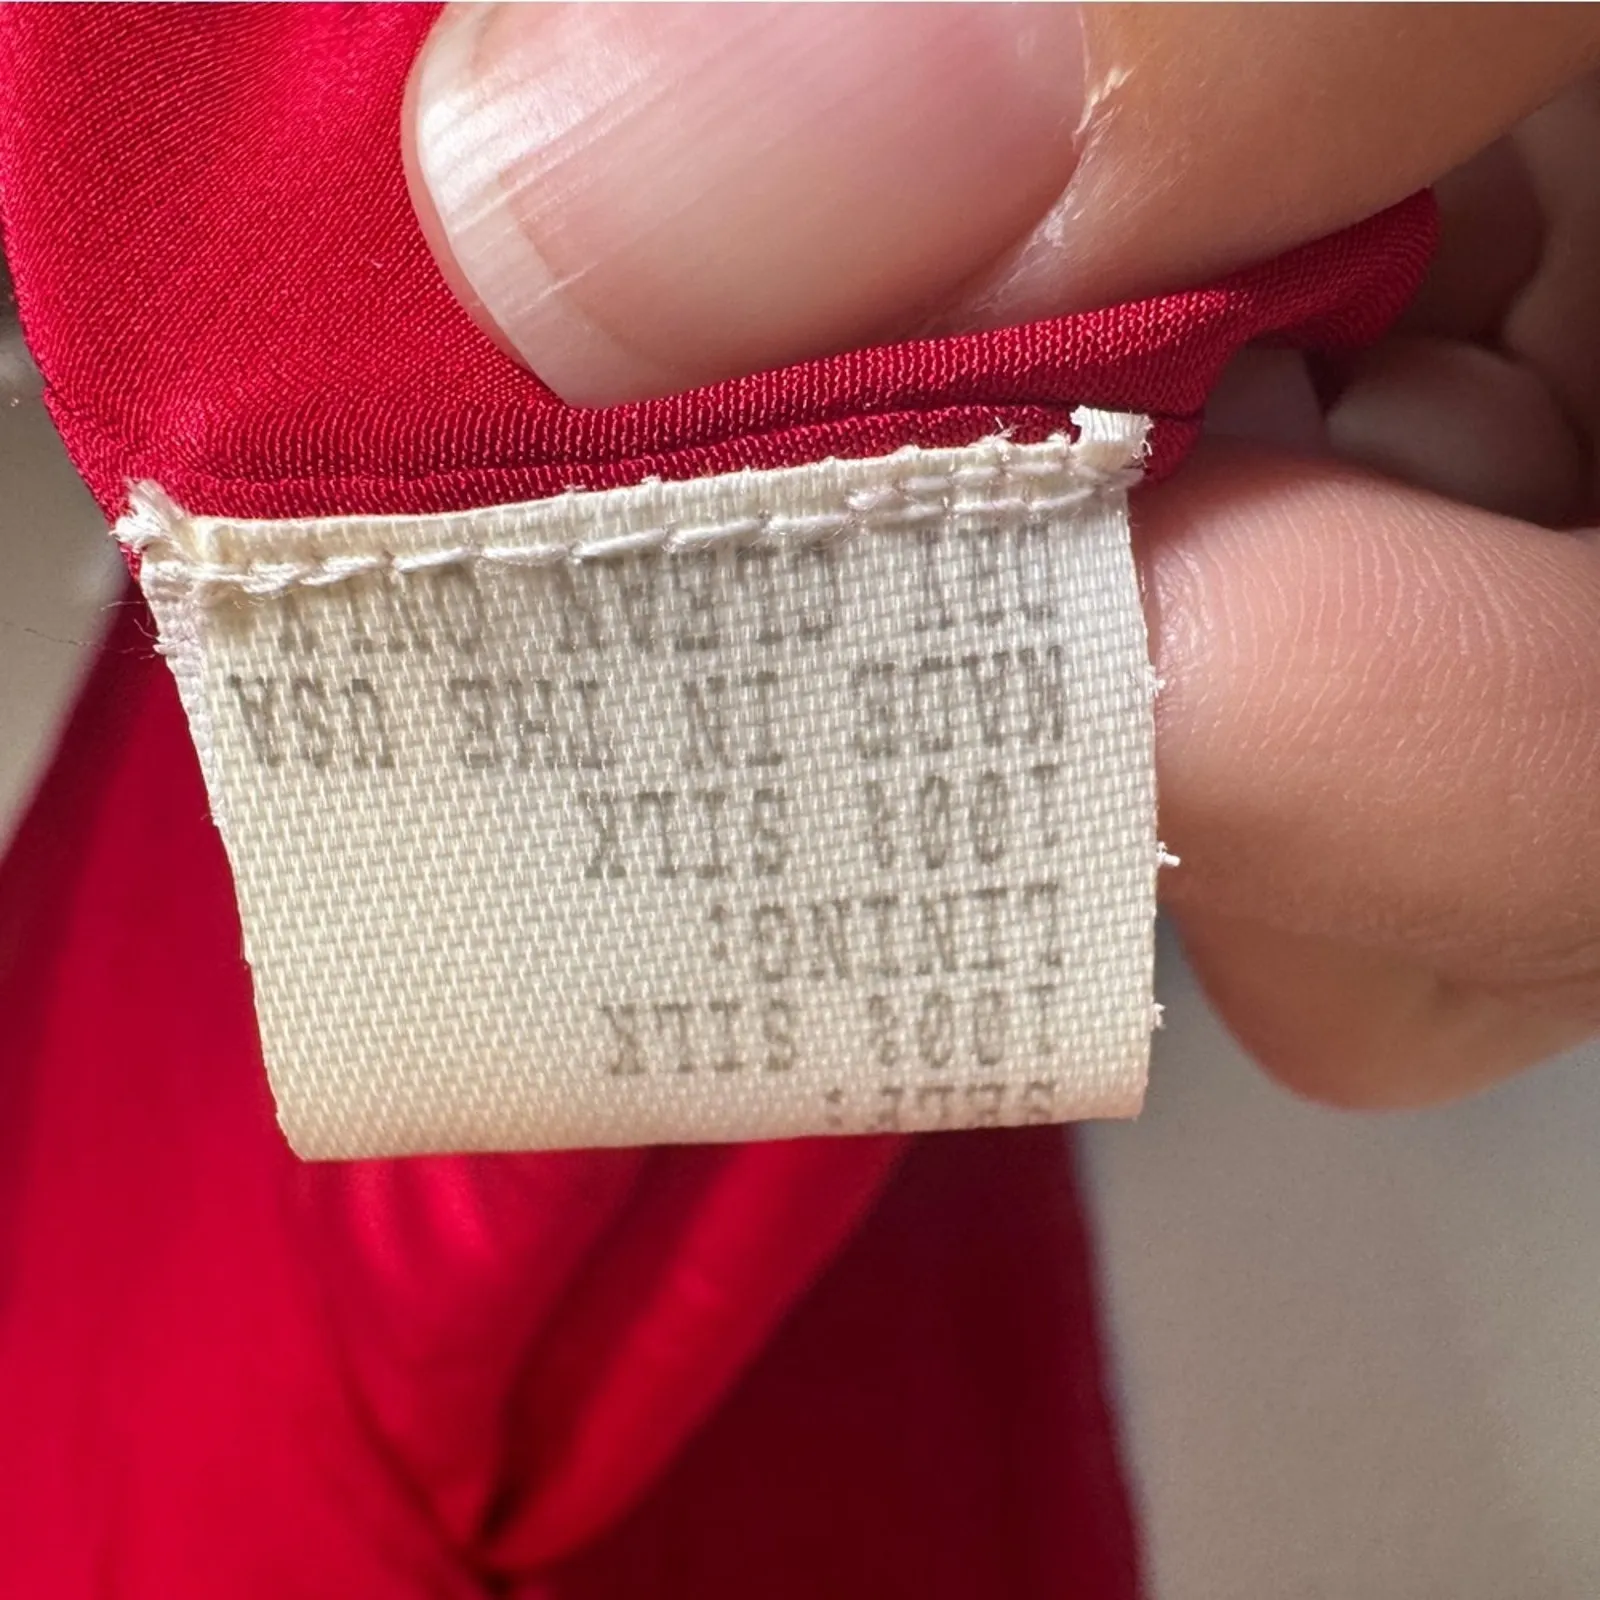 SELF:
100% SILK
LINING:
100% SILK
MADE IN THE USA
DRY CLEAN ONLY